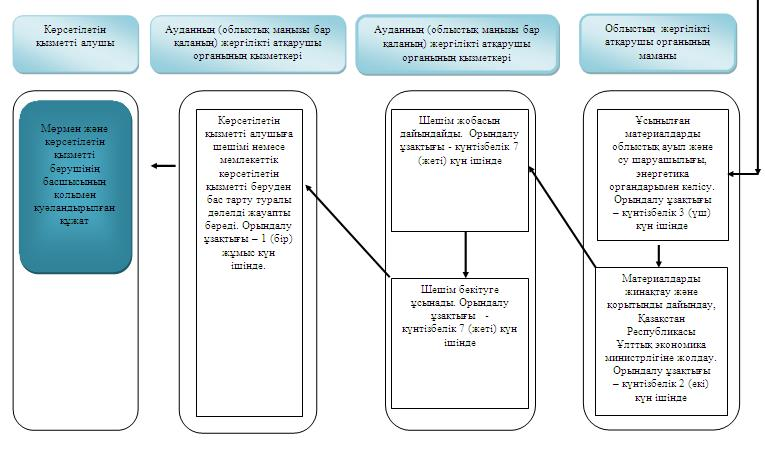 Көрсетілетін
қызметті алушы
Ауданның (облыстық маңызы бар
қаланың) жергілікті атқарушы
органының қызметкері
Ауданның (облыстық маңызы бар
қаланың) жергілікті атқарушы
органының қызметкері
Облыстың жергілікті
атқарушы органының
маманы
Мөрмен және
көрсетілетін
қызметті
берушінің
басшысының
қолымен
куәландырылған
құжат
Көрсетілетін
қызметті алушыға
шешімі немесе
мемлекеттік
көрсетілетін
қызметті беруден
бас тарту туралы
дәлелді жауапты
береді. Орындалу
ұзақтығы – 1 (бір)
жұмыс күн
ішінде.
Шешім жобасын
дайындайды. Орындалу
ұзақтығы - күнтізбелік 7
(жеті) күн ішінде
Шешім бекітуге
ұсынады. Орындалу
ұзақтығы -
күнтізбелік 7 (жеті) күн
ішінде
Ұсынылған
материалдарды
облыстық ауыл және
су шаруашылығы,
энергетика
органдарымен келісу.
Орындалу ұзақтығы
– күнтізбелік 3 (үш)
күн ішінде
Материалдарды
жинақтау және
қорытынды дайындау,
Қазақстан
Республикасы
Ұлттық экономика
министрлігіне жолдау.
Орындалу ұзақтығы
– күнтізбелік 2 (екі)
күн ішінде